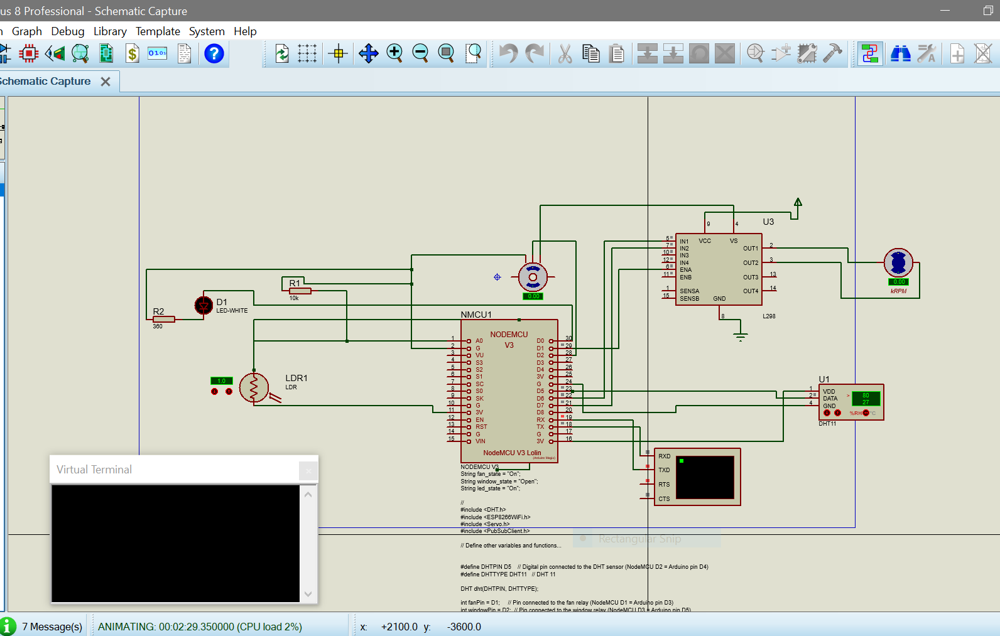 us 8 Professional - Schematic Capture
Graph Debug Library Template System Help
Schematic Capture
U3
9
4
VCC
VS
5 IN1
7 IN2
10 IN3
12 IN4
6 ENA
11 ENB
1 SENSA
15 SENSB
GND
8
OUT1 2
OUT2 3
OUT3 13
OUT4 14
L298
0.00
kRPM
0.00
R1
10k
D1
LED-WHITE
R2
360
NMCU1
NODEMCU
V3
1 A0
2 G
3 VU
4 S3
5 S2
6 S1
7 SC
8 S0
9 SK
10 G
11 3V
12 EN
13 RST
14 G
15 VIN
D0 30
D1 29
D2 28
D3 27
D4 26
3V 25
G 24
D5 23
D6 22
D7 21
D8 20
RX 19
TX 18
G 17
3V 16
NodeMCU V3 Lolin
(Arduino Magix)
1.0
LDR1
LDR
U1
1 VDD
2 DATA
4 GND
>
80
27
%RH
°C
DHT11
RXD
TXD
RTS
CTS
Virtual Terminal
NODEMCU V3
String fan_state = "On";
String window_state = "Open";
String led_state = "On";
//
#include <DHT.h>
#include <ESP8266WiFi.h>
#include <Servo.h>
#include <PubSubClient.h>
Rectangular Snip
// Define other variables and functions...
#define DHTPIN D5 // Digital pin connected to the DHT sensor (NodeMCU D2 = Arduino pin D4)
#define DHTTYPE DHT11 // DHT 11
DHT dht(DHTPIN, DHTTYPE);
int fanPin = D1; // Pin connected to the fan relay (NodeMCU D1 = Arduino pin D3)
int windowPin = D2; // Pin connected to the window relay (NodeMCU D3 = Arduino pin D5)
7 Message(s)
ANIMATING: 00:02:29.350000 (CPU load 2%)
x: +2100.0 y: -3600.0